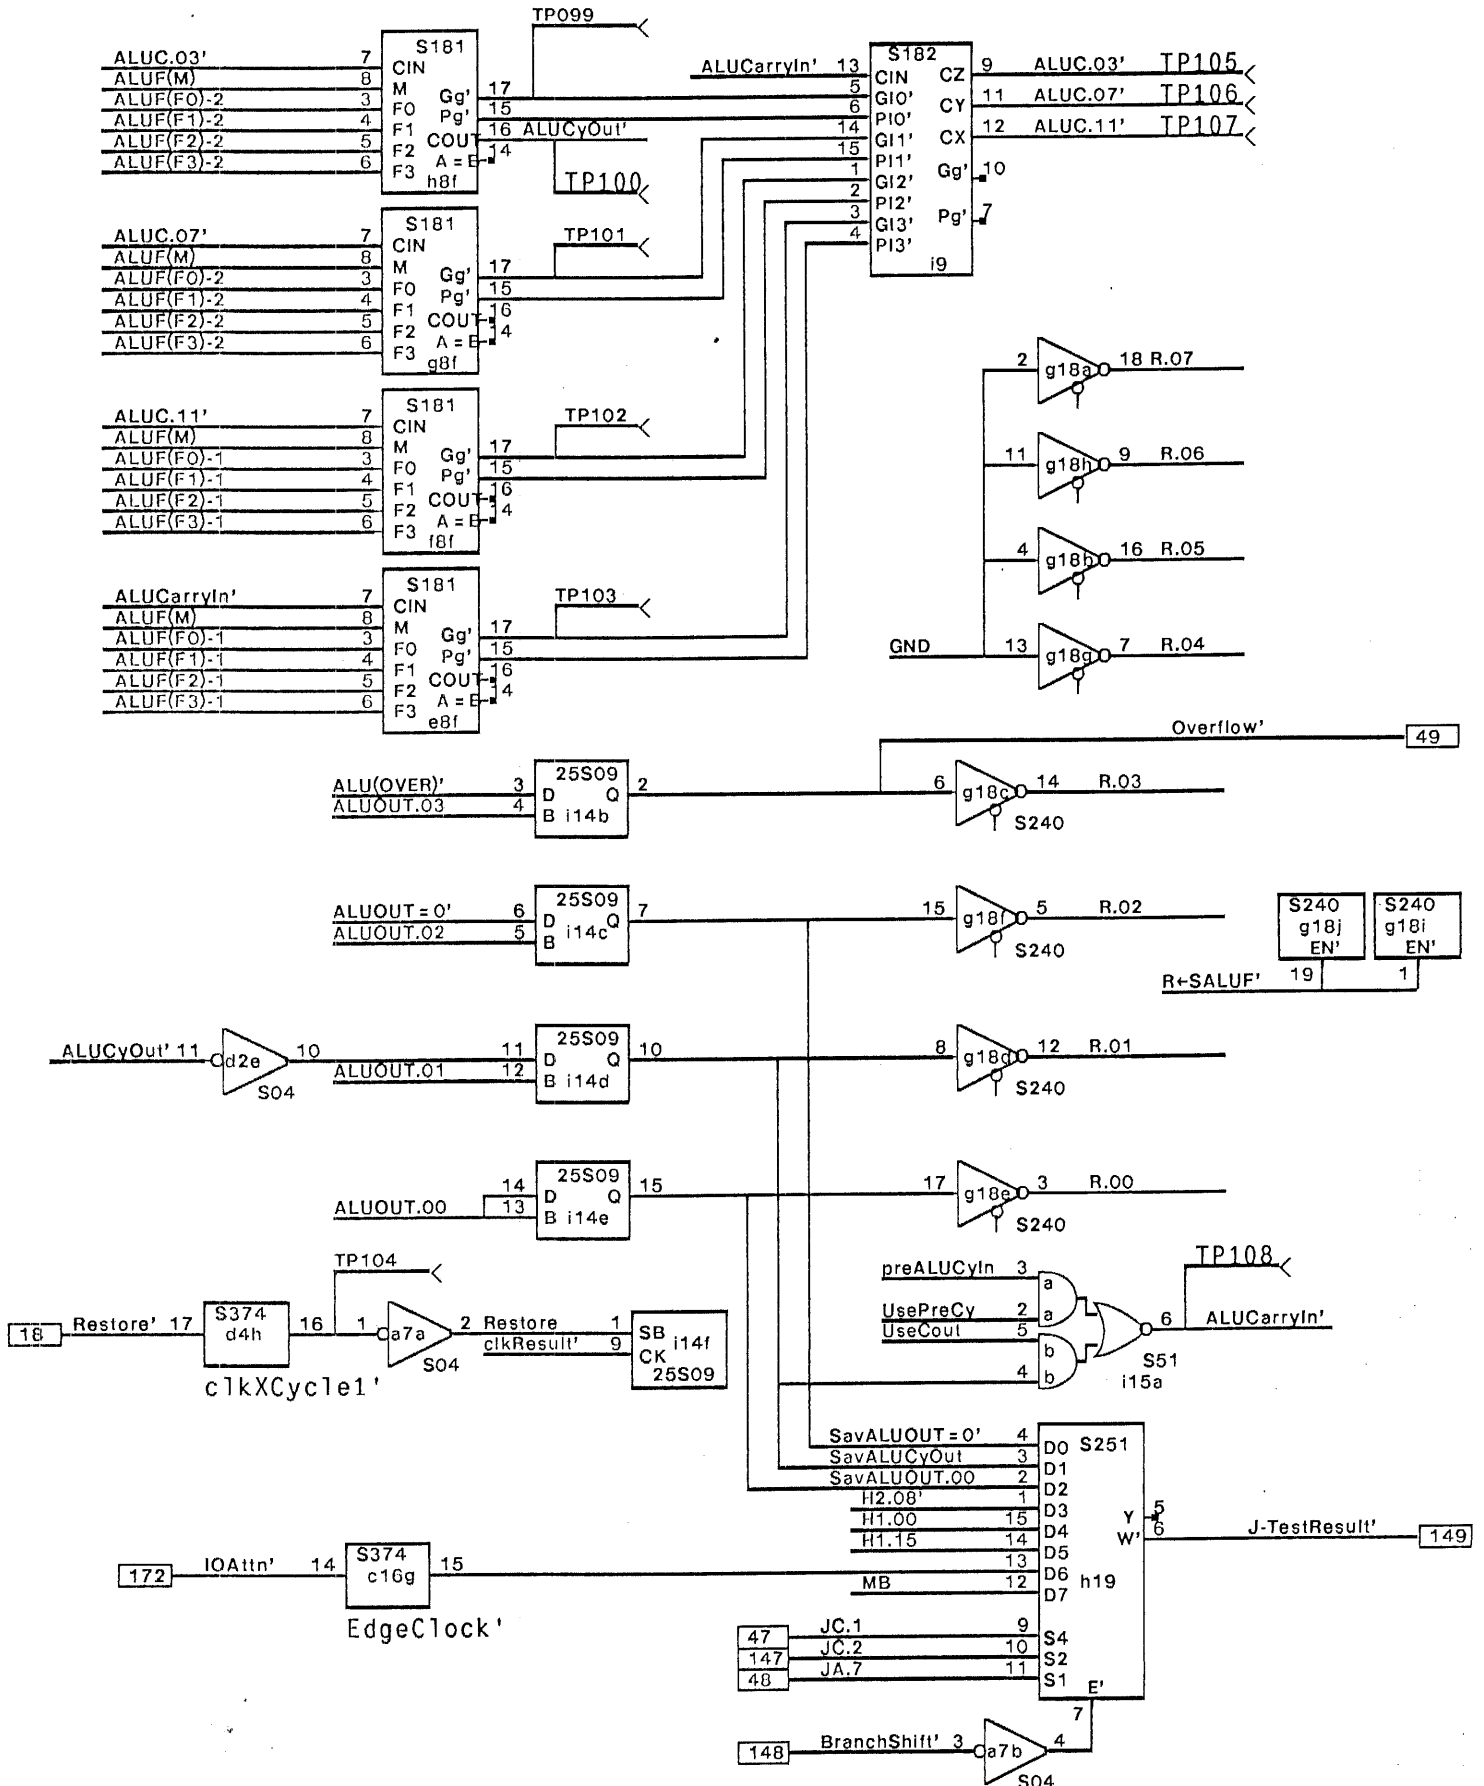 TP099
S181
ALUC.03' 7 CIN
ALUF(M) 8 M
ALUF(F0)-2 3 F0
ALUF(F1)-2 4 F1
ALUF(F2)-2 5 F2
ALUF(F3)-2 6 F3
Gg' 17
Pg' 15
COUT 16 ALUCyOut'
A = B 14
h8f
TP100
S182
ALUCarryIn' 13 CIN
5 GI0'
6 PI0'
14 GI1'
15 PI1'
1 GI2'
2 PI2'
3 GI3'
4 PI3'
CZ 9 ALUC.03' TP105
CY 11 ALUC.07' TP106
CX 12 ALUC.11' TP107
Gg' 10
Pg' 7
i9
S181
ALUC.07' 7 CIN
ALUF(M) 8 M
ALUF(F0)-2 3 F0
ALUF(F1)-2 4 F1
ALUF(F2)-2 5 F2
ALUF(F3)-2 6 F3
Gg' 17
Pg' 15
COUT 16
A = B 14
g8f
TP101
S181
ALUC.11' 7 CIN
ALUF(M) 8 M
ALUF(F0)-1 3 F0
ALUF(F1)-1 4 F1
ALUF(F2)-1 5 F2
ALUF(F3)-1 6 F3
Gg' 17
Pg' 15
COUT 16
A = B 14
f8f
TP102
S181
ALUCarryIn' 7 CIN
ALUF(M) 8 M
ALUF(F0)-1 3 F0
ALUF(F1)-1 4 F1
ALUF(F2)-1 5 F2
ALUF(F3)-1 6 F3
Gg' 17
Pg' 15
COUT 16
A = B 14
e8f
TP103
2 g18a 18 R.07
11 g18h 9 R.06
4 g18b 16 R.05
GND 13 g18g 7 R.04
Overflow' 49
ALU(OVER)' 3 D 25S09 Q 2
ALUOUT.03 4 B i14b
6 g18c 14 R.03
S240
ALUOUT=0' 6 D 25S09 Q 7
ALUOUT.02 5 B i14c
15 g18f 5 R.02
S240
S240 g18j EN' 19
S240 g18i EN' 1
R←SALUF'
ALUCyOut' 11 d2e 10
S04
11 D 25S09 Q 10
ALUOUT.01 12 B i14d
8 g18d 12 R.01
S240
14 D 25S09 Q 15
ALUOUT.00 13 B i14e
17 g18e 3 R.00
S240
TP104
18 Restore' 17 S374 d4h 16
clkXCycle1'
1 a7a 2 Restore 1 SB i14f
S04
clkResult' 9 CK
25S09
preALUCyIn 3 a
UsePreCy 2 a
UseCout 5 b
4 b
TP108
6 ALUCarryIn'
S51
i15a
S251
SavALUOUT=0' 4 D0
SavALUCyOut 3 D1
SavALUOUT.00 2 D2
H2.08' 1 D3
H1.00 15 D4
H1.15 14 D5
13 D6
MB 12 D7
h19
Y 5
W' 6 J-TestResult' 149
172 IOAttn' 14 S374 c16g 15
EdgeClock'
47 JC.1 9 S4
147 JC.2 10 S2
48 JA.7 11 S1
E'
7
148 BranchShift' 3 a7b 4
S04